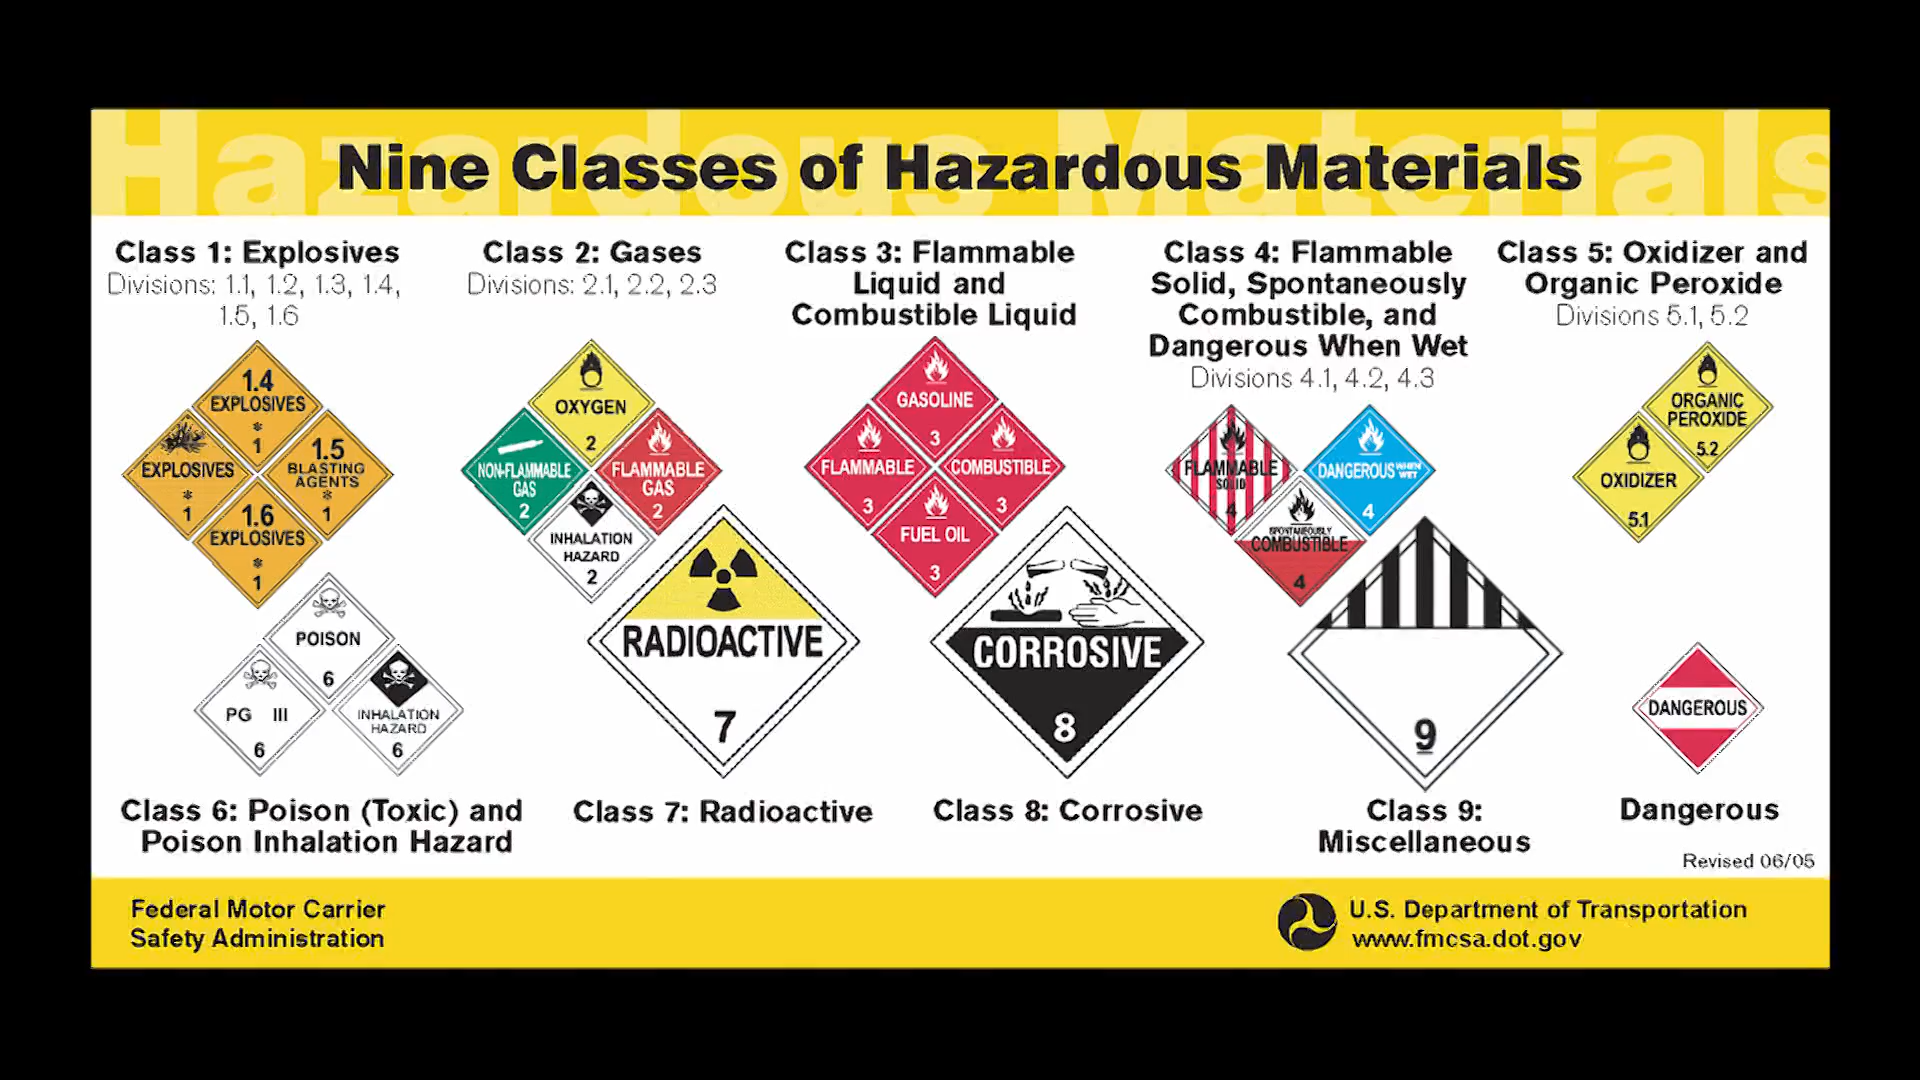 Hazardous Materials
Nine Classes of Hazardous Materials
Class 1: Explosives
Divisions: 1.1, 1.2, 1.3, 1.4,
1.5, 1.6
1.4
EXPLOSIVES
*
1
EXPLOSIVES
*
1
1.5
BLASTING
AGENTS
*
1
1.6
EXPLOSIVES
*
1
Class 2: Gases
Divisions: 2.1, 2.2, 2.3
OXYGEN
2
NON-FLAMMABLE
GAS
2
FLAMMABLE
GAS
2
INHALATION
HAZARD
2
Class 3: Flammable
Liquid and
Combustible Liquid
GASOLINE
3
FLAMMABLE
3
COMBUSTIBLE
3
FUEL OIL
3
Class 4: Flammable
Solid, Spontaneously
Combustible, and
Dangerous When Wet
Divisions 4.1, 4.2, 4.3
FLAMMABLE
SOLID
4
DANGEROUS WHEN WET
4
SPONTANEOUSLY
COMBUSTIBLE
4
Class 5: Oxidizer and
Organic Peroxide
Divisions 5.1, 5.2
ORGANIC
PEROXIDE
5.2
OXIDIZER
5.1
POISON
6
PG III
6
INHALATION
HAZARD
6
Class 6: Poison (Toxic) and
Poison Inhalation Hazard
RADIOACTIVE
7
Class 7: Radioactive
CORROSIVE
8
Class 8: Corrosive
9
Class 9:
Miscellaneous
DANGEROUS
Dangerous
Revised 06/05
Federal Motor Carrier
Safety Administration
U.S. Department of Transportation
www.fmcsa.dot.gov